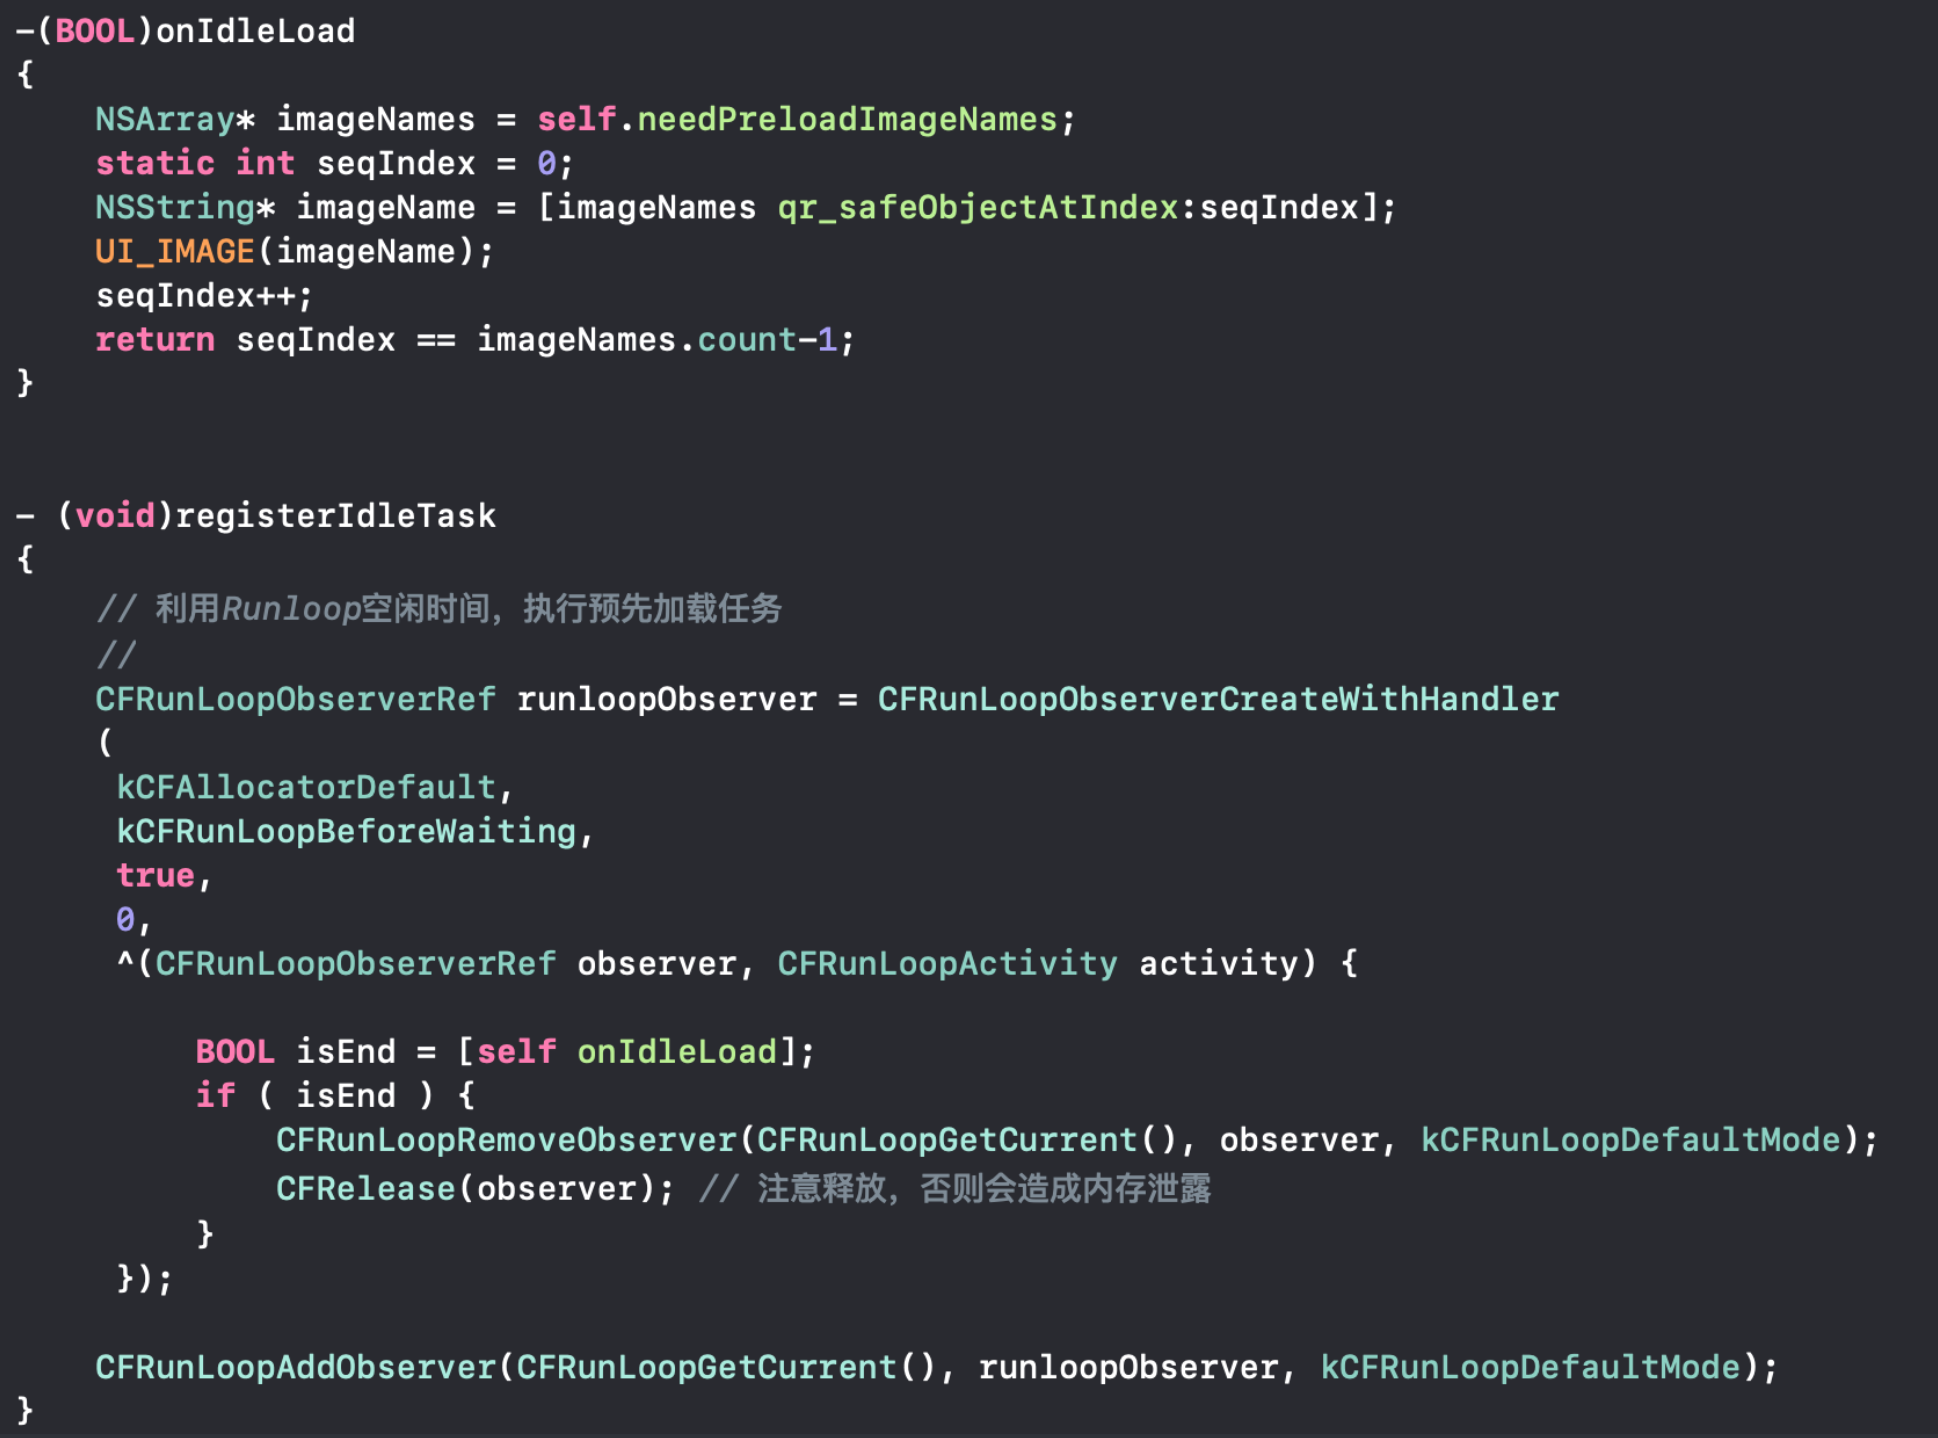 -(BOOL)onIdleLoad
{
    NSArray* imageNames = self.needPreloadImageNames;
    static int seqIndex = 0;
    NSString* imageName = [imageNames qr_safeObjectAtIndex:seqIndex];
    UI_IMAGE(imageName);
    seqIndex++;
    return seqIndex == imageNames.count-1;
}
- (void)registerIdleTask
{
    // 利用Runloop空闲时间，执行预先加载任务
    //
    CFRunLoopObserverRef runloopObserver = CFRunLoopObserverCreateWithHandler
    (
     kCFAllocatorDefault,
     kCFRunLoopBeforeWaiting,
     true,
     0,
     ^(CFRunLoopObserverRef observer, CFRunLoopActivity activity) {
         BOOL isEnd = [self onIdleLoad];
         if ( isEnd ) {
             CFRunLoopRemoveObserver(CFRunLoopGetCurrent(), observer, kCFRunLoopDefaultMode);
             CFRelease(observer); // 注意释放，否则会造成内存泄露
         }
     });
    CFRunLoopAddObserver(CFRunLoopGetCurrent(), runloopObserver, kCFRunLoopDefaultMode);
}